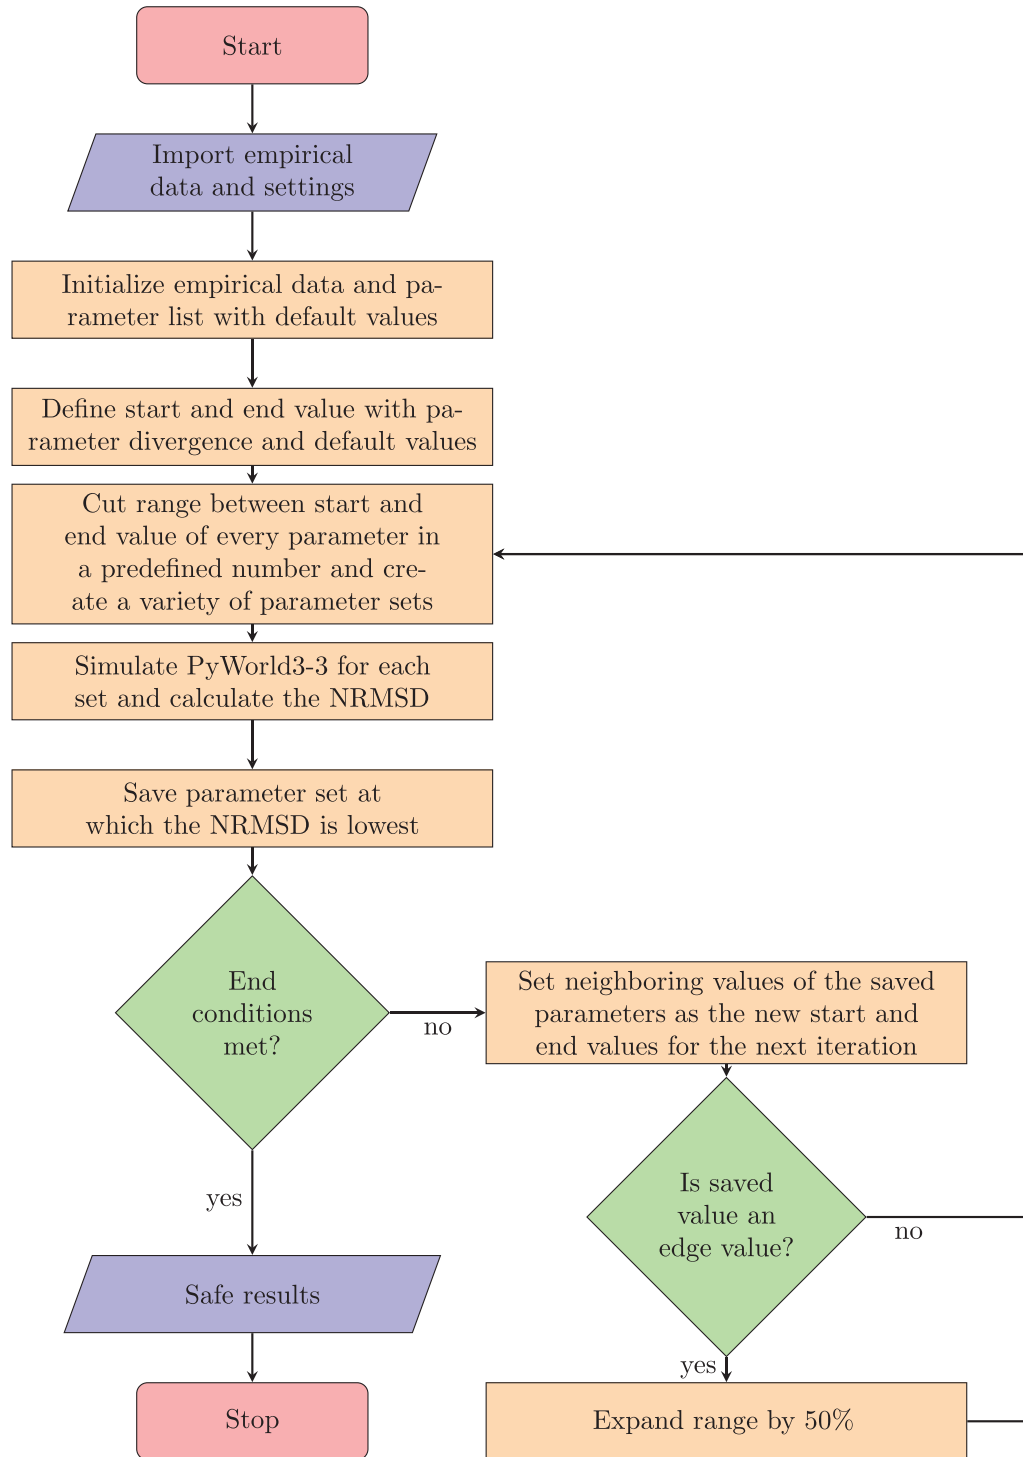 Start
Import empirical
data and settings
Initialize empirical data and pa-
rameter list with default values
Define start and end value with pa-
rameter divergence and default values
Cut range between start and
end value of every parameter in
a predefined number and cre-
ate a variety of parameter sets
Simulate PyWorld3-3 for each
set and calculate the NRMSD
Save parameter set at
which the NRMSD is lowest
End
conditions
met?
no
Set neighboring values of the saved
parameters as the new start and
end values for the next iteration
Is saved
value an
edge value?
no
yes
yes
Safe results
Stop
Expand range by 50%